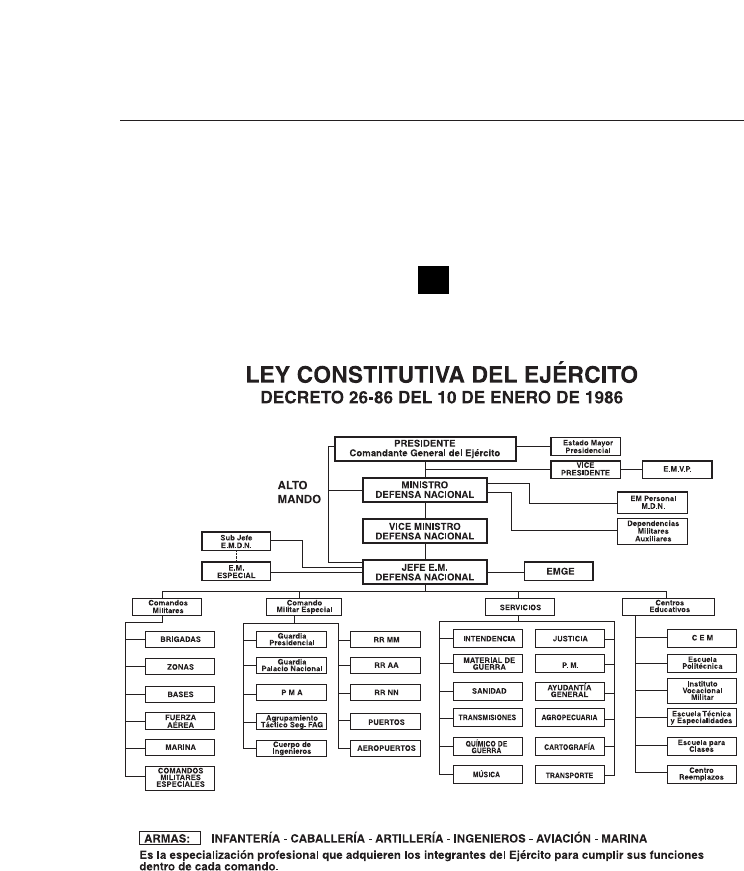 LEY CONSTITUTIVA DEL EJÉRCITO
DECRETO 26-86 DEL 10 DE ENERO DE 1986
PRESIDENTE
Comandante General del Ejército
Estado Mayor
Presidencial
VICE
PRESIDENTE
E.M.V.P.
ALTO
MANDO
MINISTRO
DEFENSA NACIONAL
EM Personal
M.D.N.
VICE MINISTRO
DEFENSA NACIONAL
Dependencias
Militares
Auxiliares
Sub Jefe
E.M.D.N.
E.M.
ESPECIAL
JEFE E.M.
DEFENSA NACIONAL
EMGE
Comandos
Militares
BRIGADAS
ZONAS
BASES
FUERZA
AÉREA
MARINA
COMANDOS
MILITARES
ESPECIALES
Comando
Militar Especial
Guardia
Presidencial
Guardia
Palacio Nacional
P M A
Agrupamiento
Táctico Seg. FAG
Cuerpo de
Ingenieros
RR MM
RR AA
RR NN
PUERTOS
AEROPUERTOS
SERVICIOS
INTENDENCIA
MATERIAL DE
GUERRA
SANIDAD
TRANSMISIONES
QUÍMICO DE
GUERRA
MÚSICA
JUSTICIA
P. M.
AYUDANTÍA
GENERAL
AGROPECUARIA
CARTOGRAFÍA
TRANSPORTE
Centros
Educativos
C E M
Escuela
Politécnica
Instituto
Vocacional
Militar
Escuela Técnica
y Especialidades
Escuela para
Clases
Centro
Reemplazos
ARMAS: INFANTERÍA - CABALLERÍA - ARTILLERÍA - INGENIEROS - AVIACIÓN - MARINA
Es la especialización profesional que adquieren los integrantes del Ejército para cumplir sus funciones
dentro de cada comando.